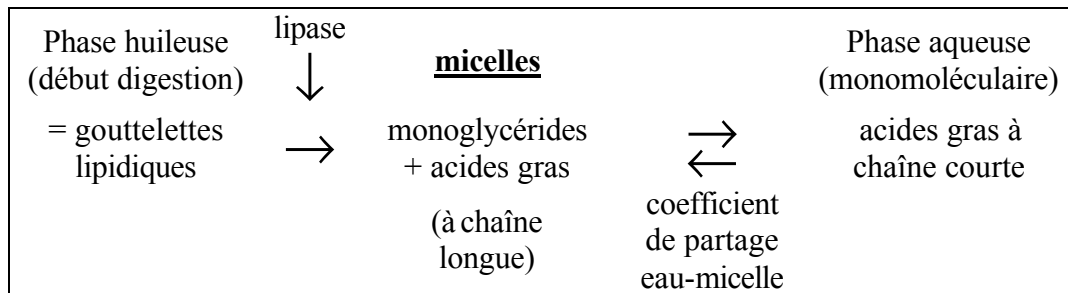 Phase huileuse
(début digestion)
= gouttelettes
lipidiques
lipase
micelles
monoglycérides
+ acides gras
(à chaîne
longue)
coefficient
de partage
eau-micelle
Phase aqueuse
(monomoléculaire)
acides gras à
chaîne courte